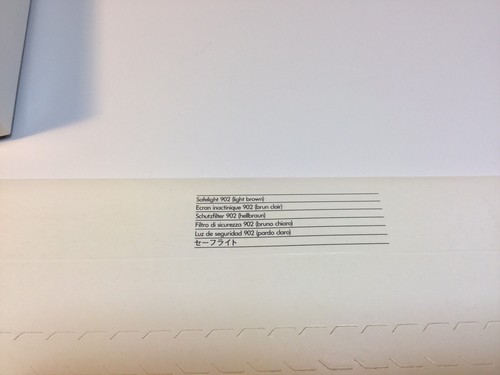 Safelight 902 (light brown)
Ecran inactinique 902 (brun clair)
Schutzfilter 902 (hellbraun)
Filtro di sicurezza 902 (bruno chiaro)
Luz de seguridad 902 (pardo claro)
セーフライト